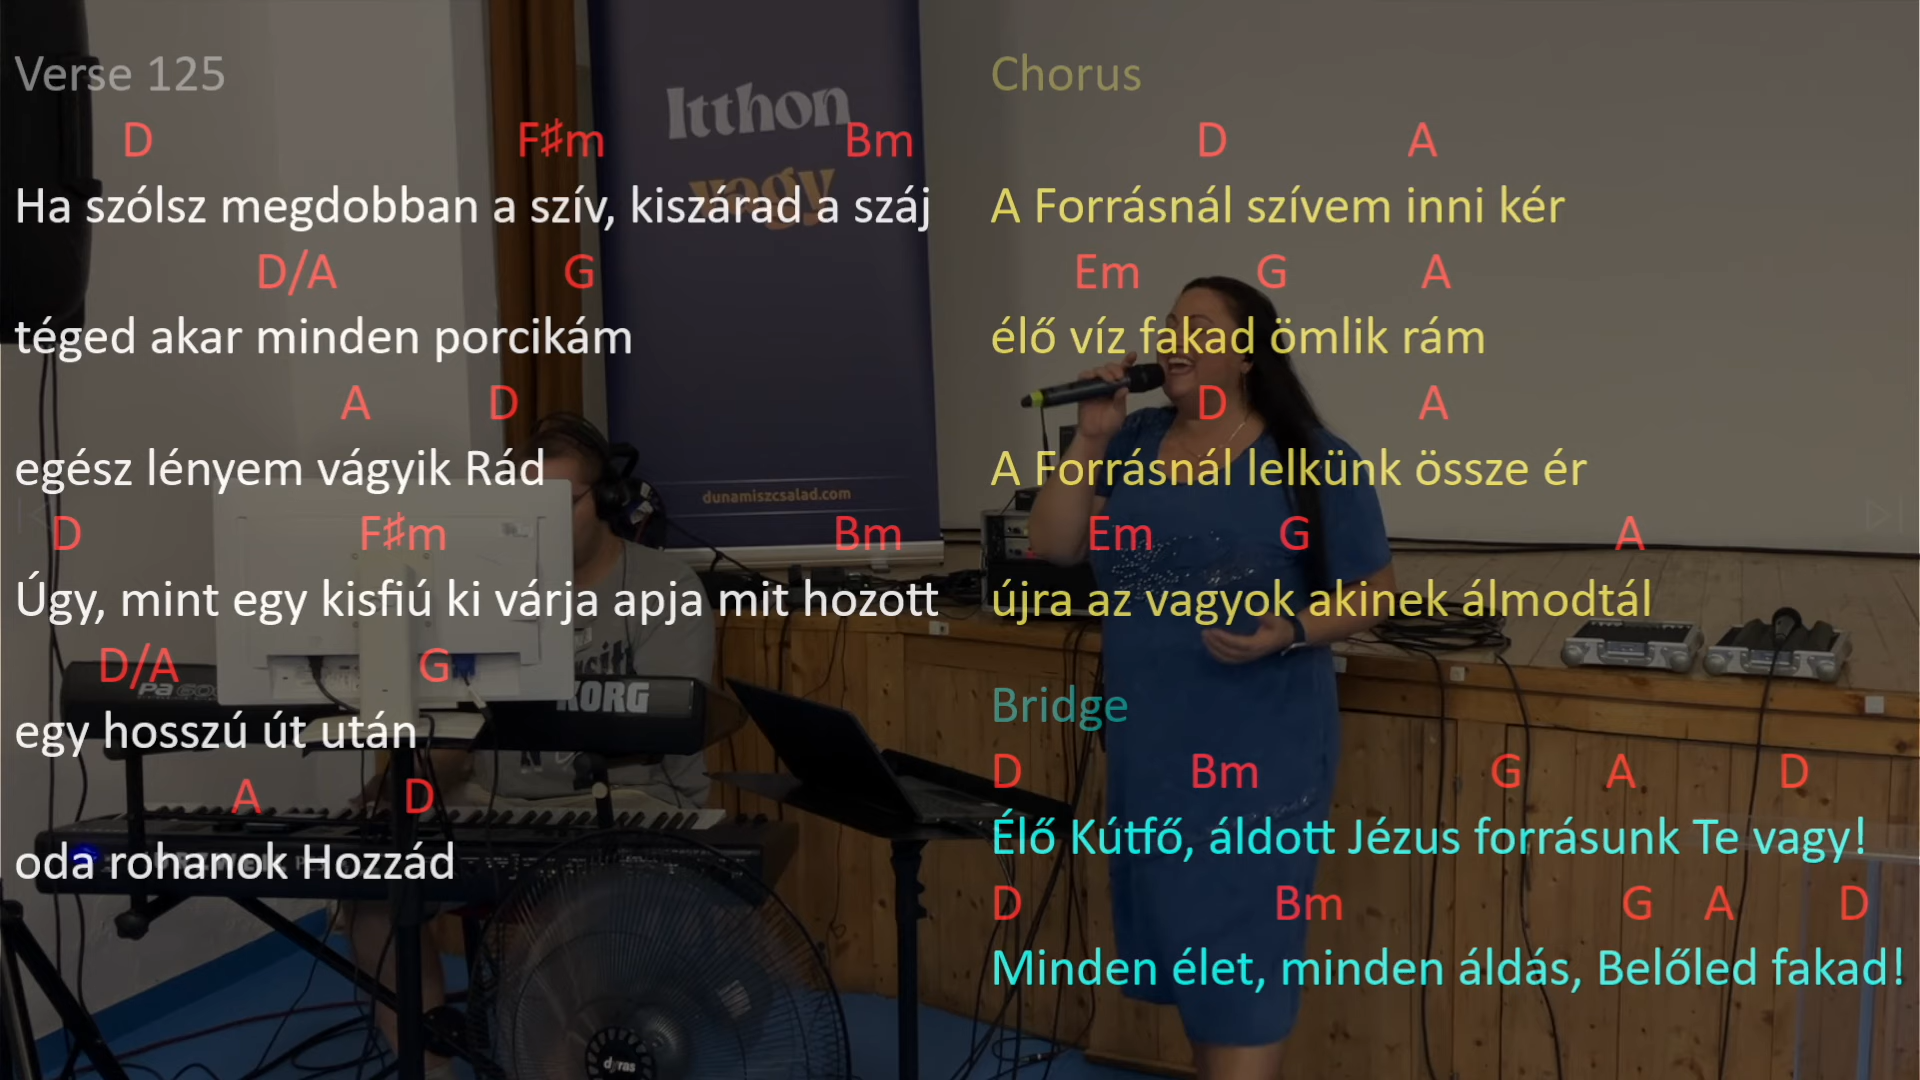 Verse 125
D F♯m Bm
Ha szólsz megdobban a szív, kiszárad a száj
D/A G
téged akar minden porcikám
A D
egész lényem vágyik Rád
D F♯m Bm
Úgy, mint egy kisfiú ki várja apja mit hozott
D/A G
egy hosszú út után
A D
oda rohanok Hozzád
Chorus
D A
A Forrásnál szívem inni kér
Em G A
élő víz fakad ömlik rám
D A
A Forrásnál lelkünk össze ér
Em G A
újra az vagyok akinek álmodtál
Bridge
D Bm G A D
Élő Kútfő, áldott Jézus forrásunk Te vagy!
D Bm G A D
Minden élet, minden áldás, Belőled fakad!
Itthon
vagy
dunamiszcsalad.com
KORG